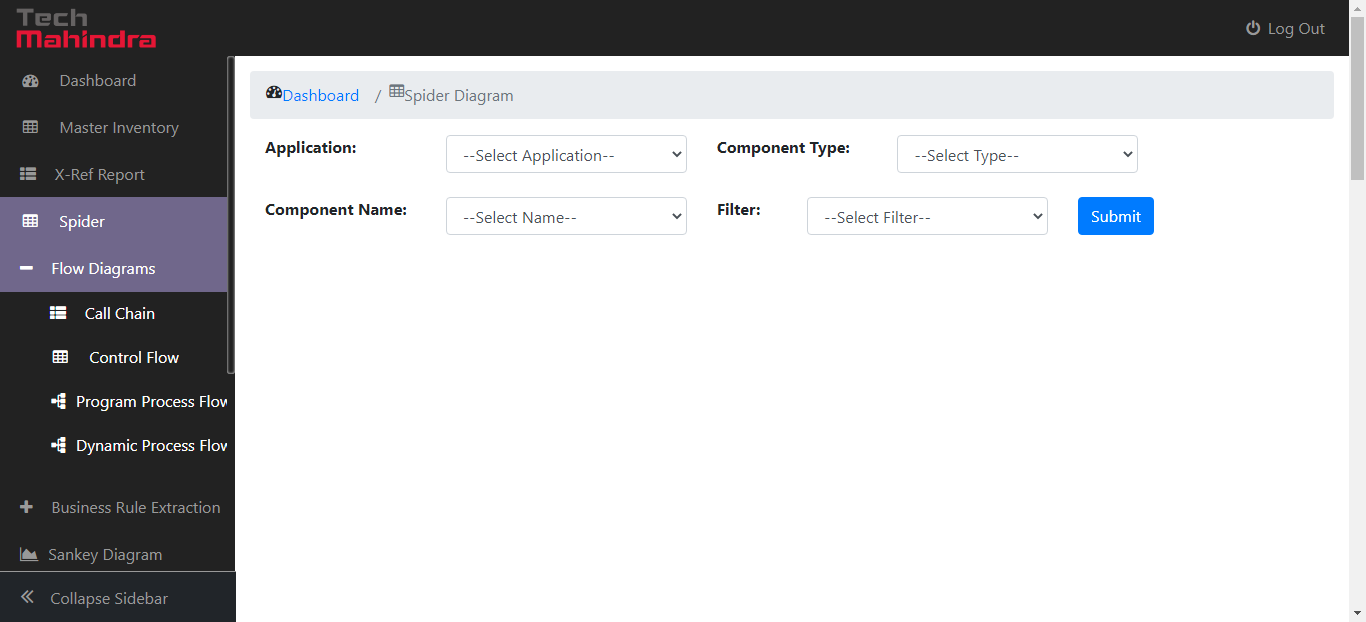 Tech
Mahindra
Log Out
Dashboard
Master Inventory
X-Ref Report
Spider
Flow Diagrams
Call Chain
Control Flow
Program Process Flow
Dynamic Process Flow
Business Rule Extraction
Sankey Diagram
Collapse Sidebar
Dashboard / Spider Diagram
Application: --Select Application-- Component Type: --Select Type--
Component Name: --Select Name-- Filter: --Select Filter-- Submit